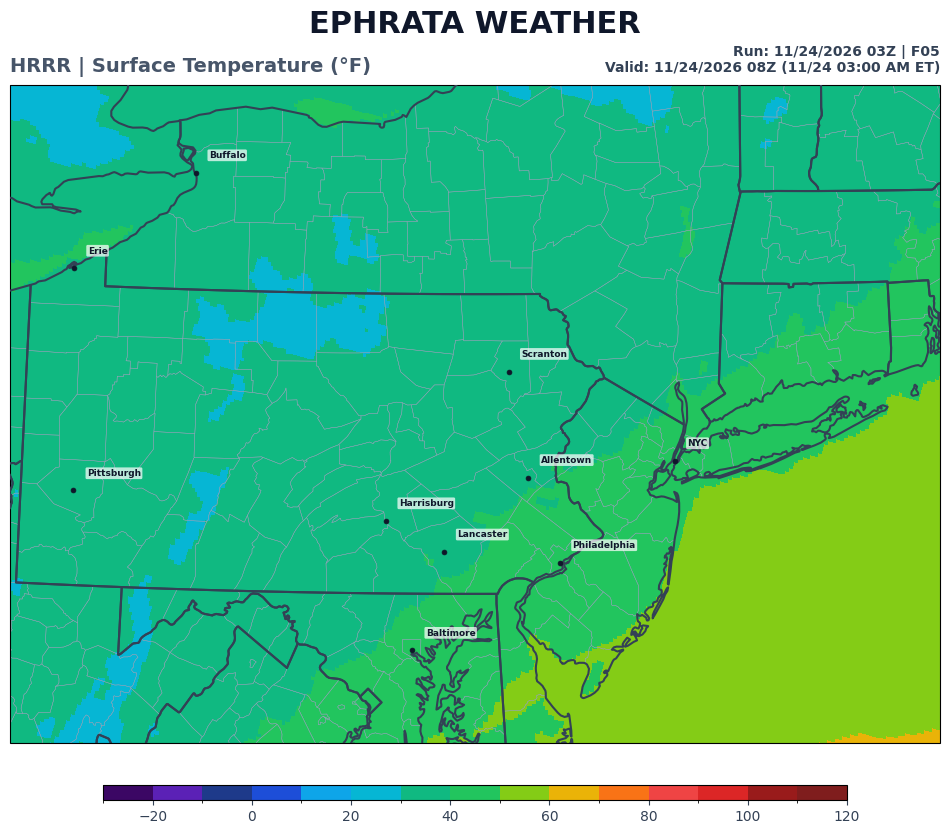 EPHRATA WEATHER
HRRR | Surface Temperature (°F)
Run: 11/24/2026 03Z | F05
Valid: 11/24/2026 08Z (11/24 03:00 AM ET)
Buffalo
Erie
Scranton
NYC
Allentown
Pittsburgh
Harrisburg
Lancaster
Philadelphia
Baltimore
−20 0 20 40 60 80 100 120